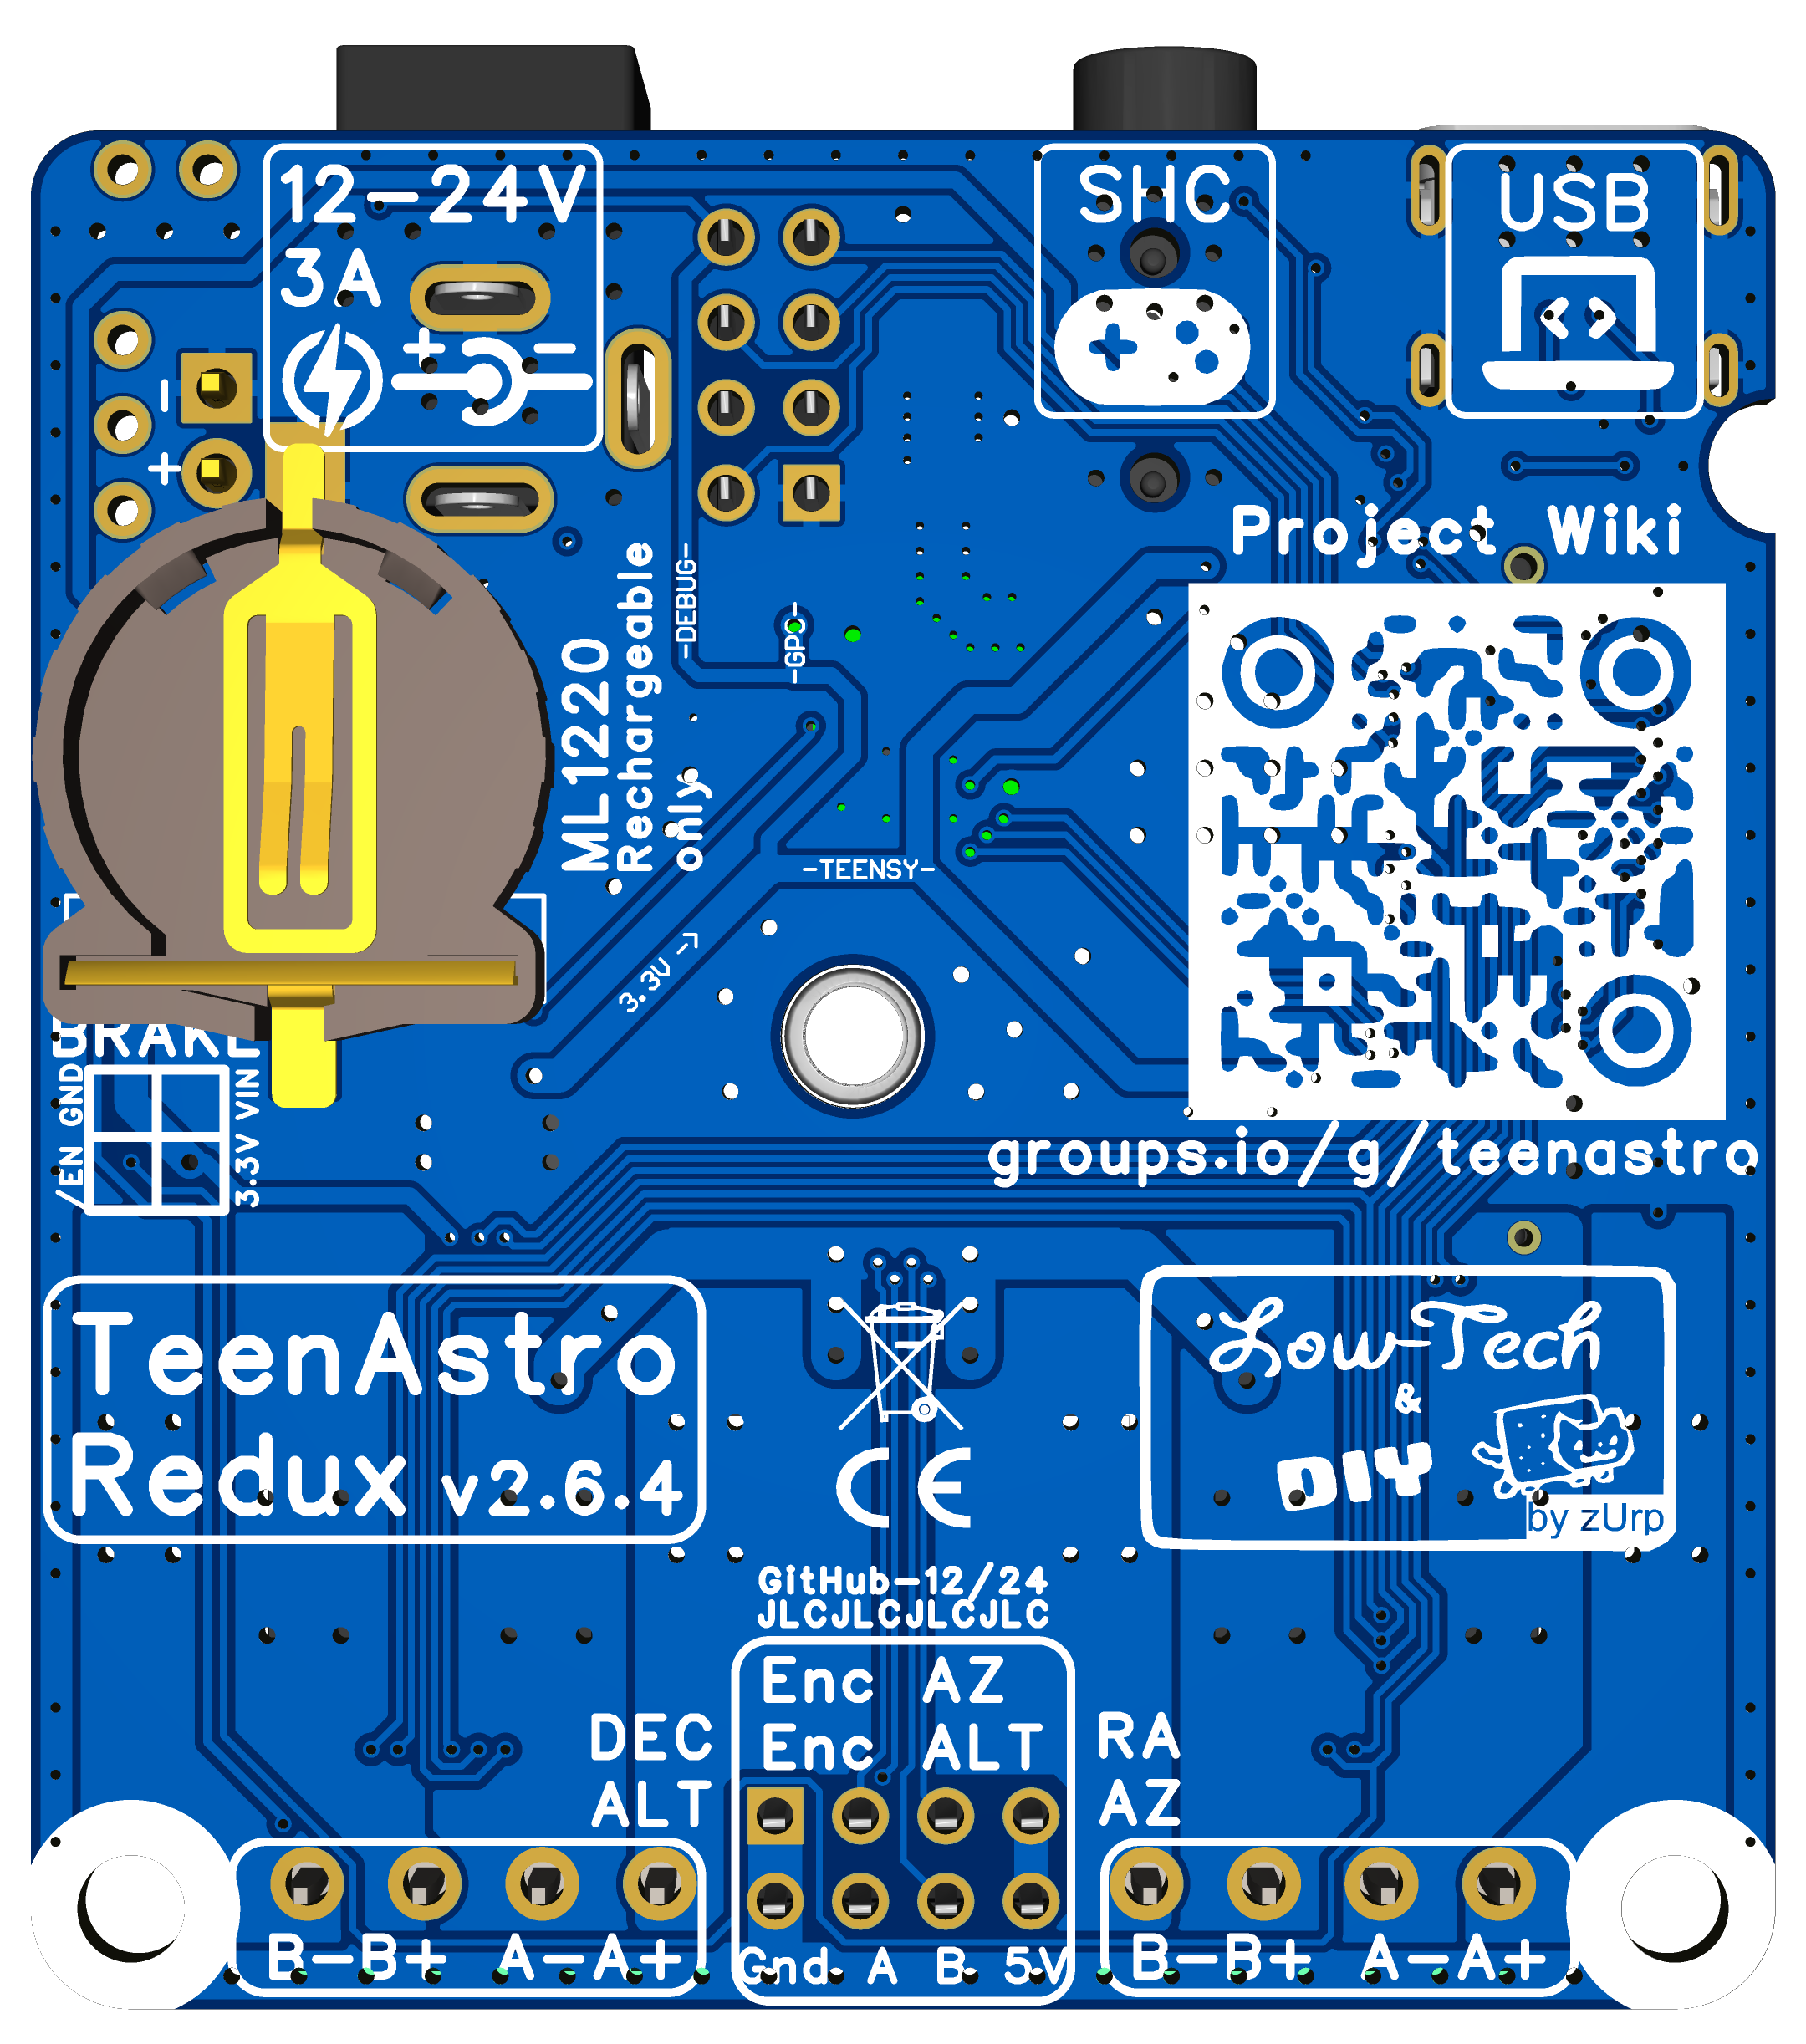 12-24V
3A
+ -
SHC
USB
-
+
Project Wiki
-DEBUG-
-GPS-
ML1220
Rechargeable
only
-TEENSY-
3.3V ->
/EN GND
3.3V VIN
groups.io/g/teenastro
TeenAstro
Redux v2.6.4
Low-Tech
&
DIY
by zUrp
CE
GitHub-12/24
JLCJLCJLCJLC
Enc AZ
Enc ALT
DEC
ALT
RA
AZ
B- B+ A- A+
Gnd A B 5V
B- B+ A- A+